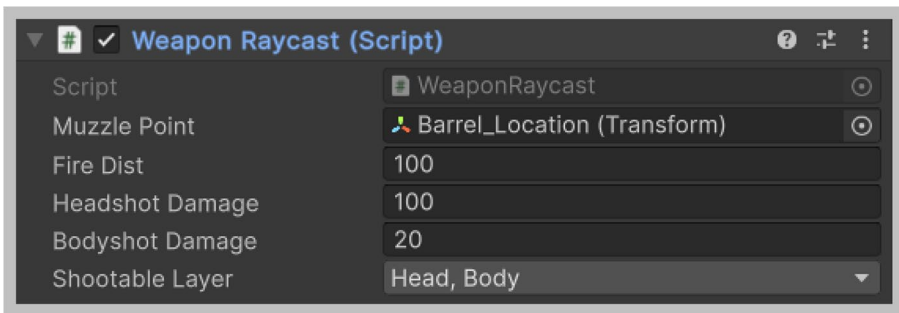 Weapon Raycast (Script)
Script WeaponRaycast
Muzzle Point Barrel_Location (Transform)
Fire Dist 100
Headshot Damage 100
Bodyshot Damage 20
Shootable Layer Head, Body